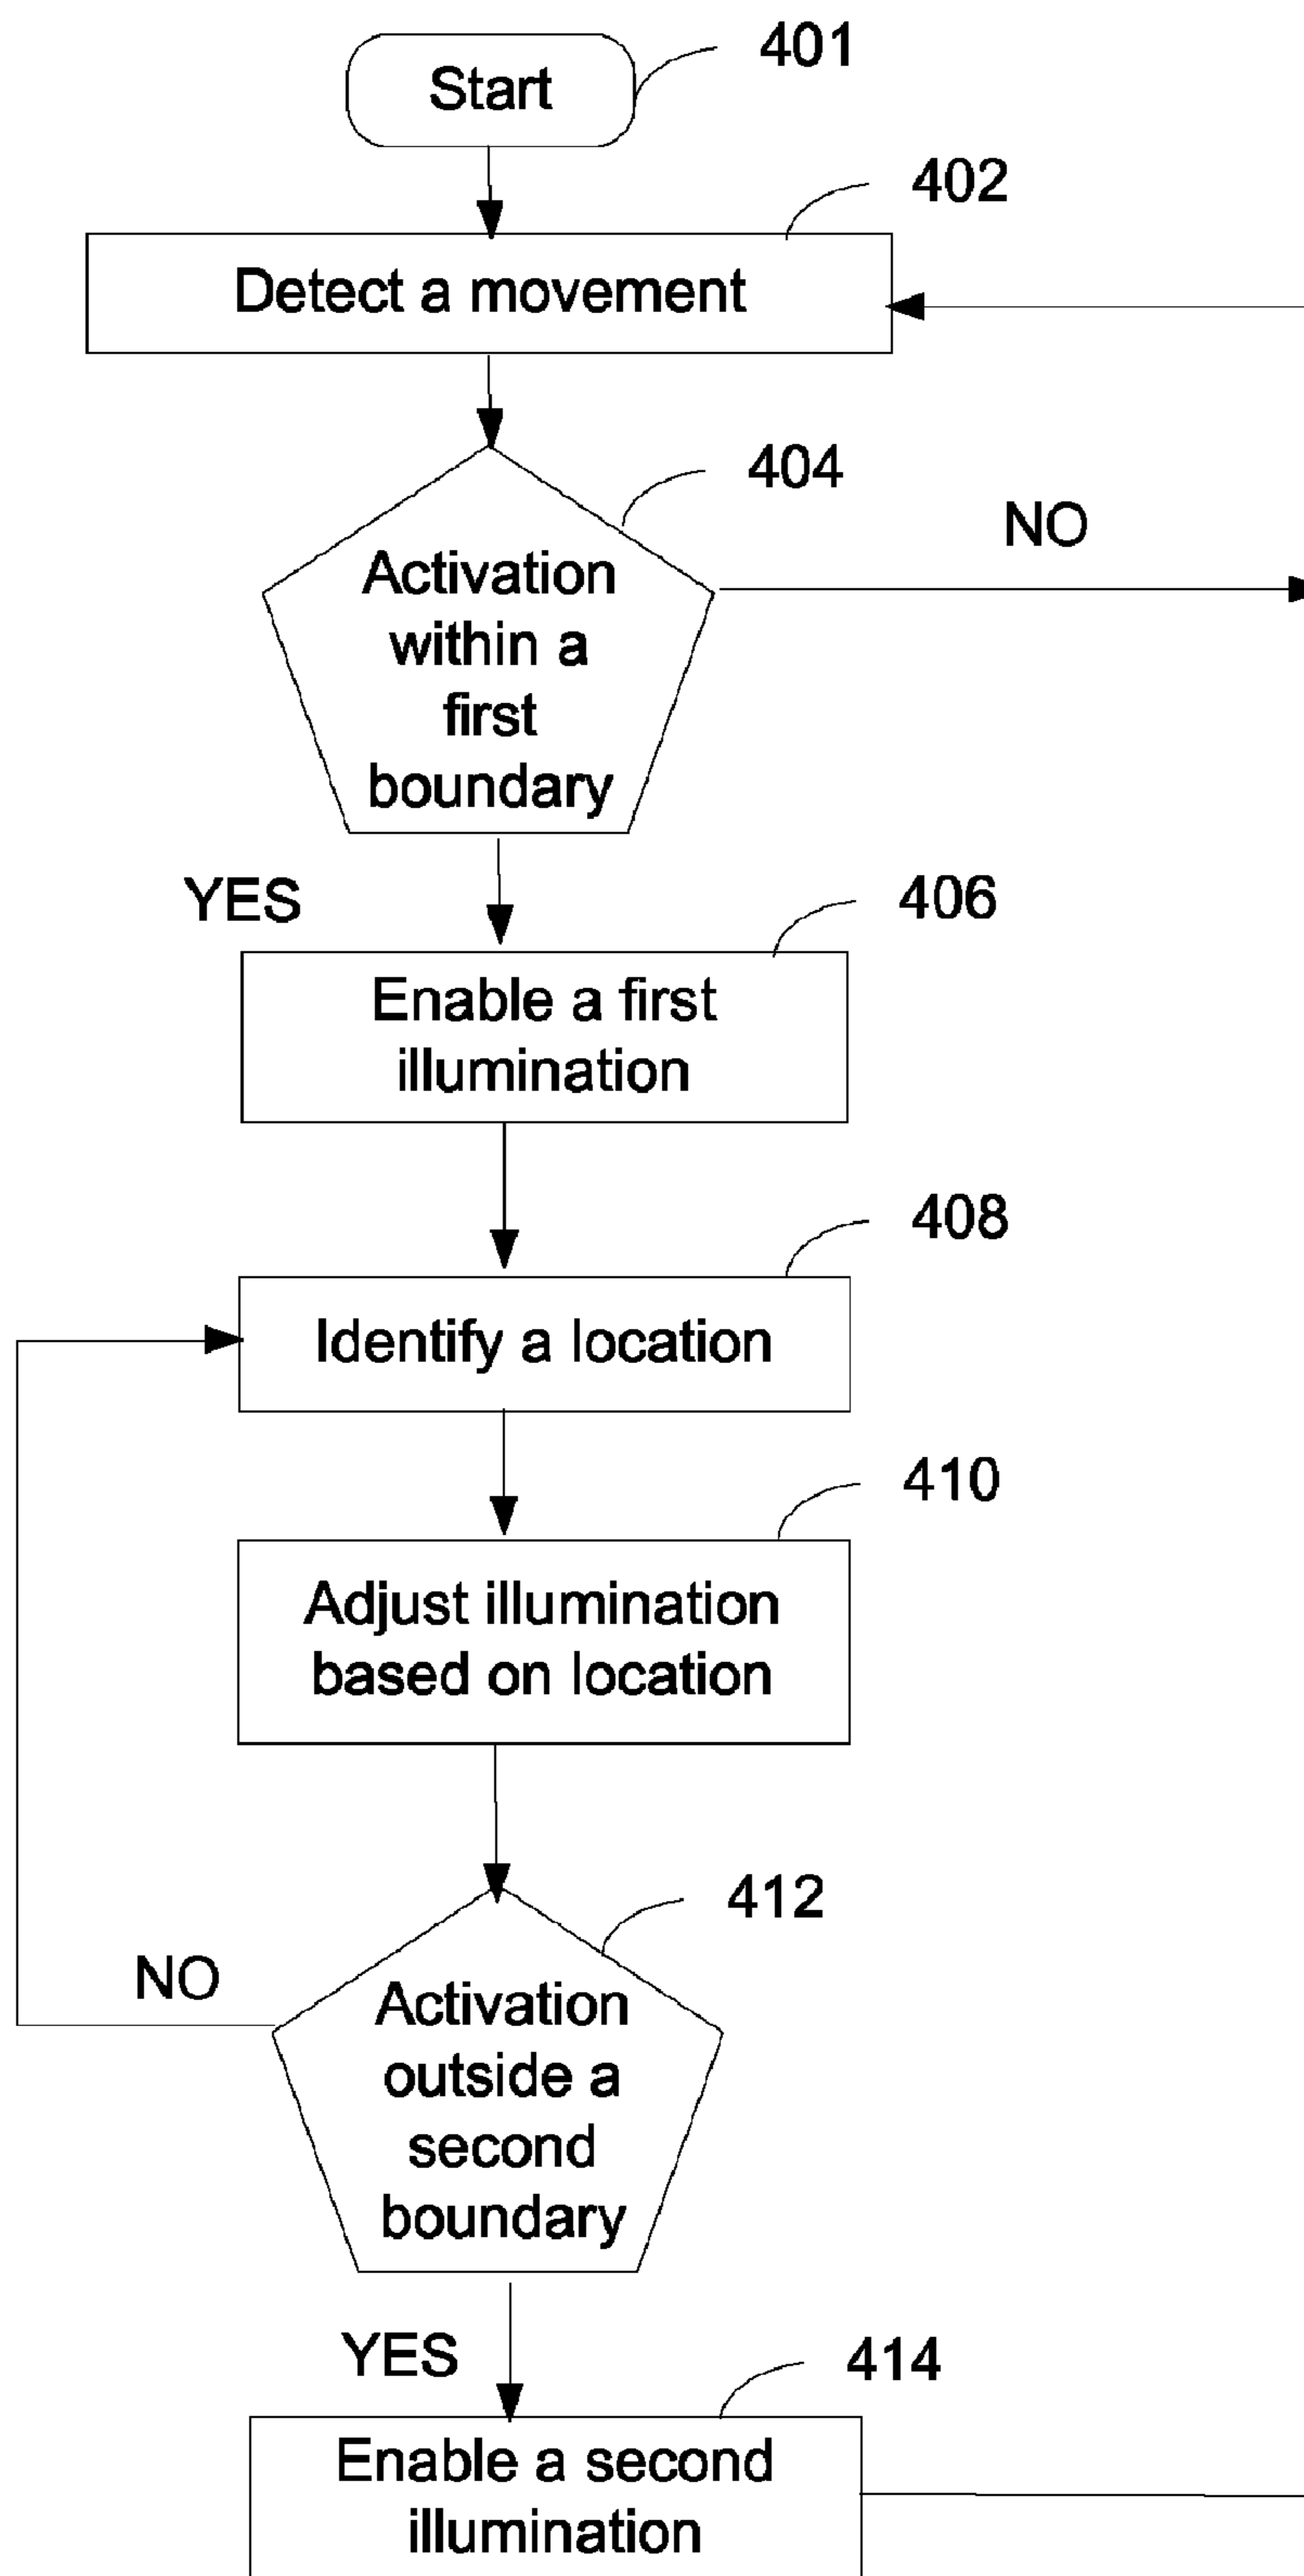 Start
401
402
Detect a movement
404
NO
Activation
within a
first
boundary
YES
406
Enable a first
illumination
408
Identify a location
410
Adjust illumination
based on location
412
NO
Activation
outside a
second
boundary
YES
414
Enable a second
illumination